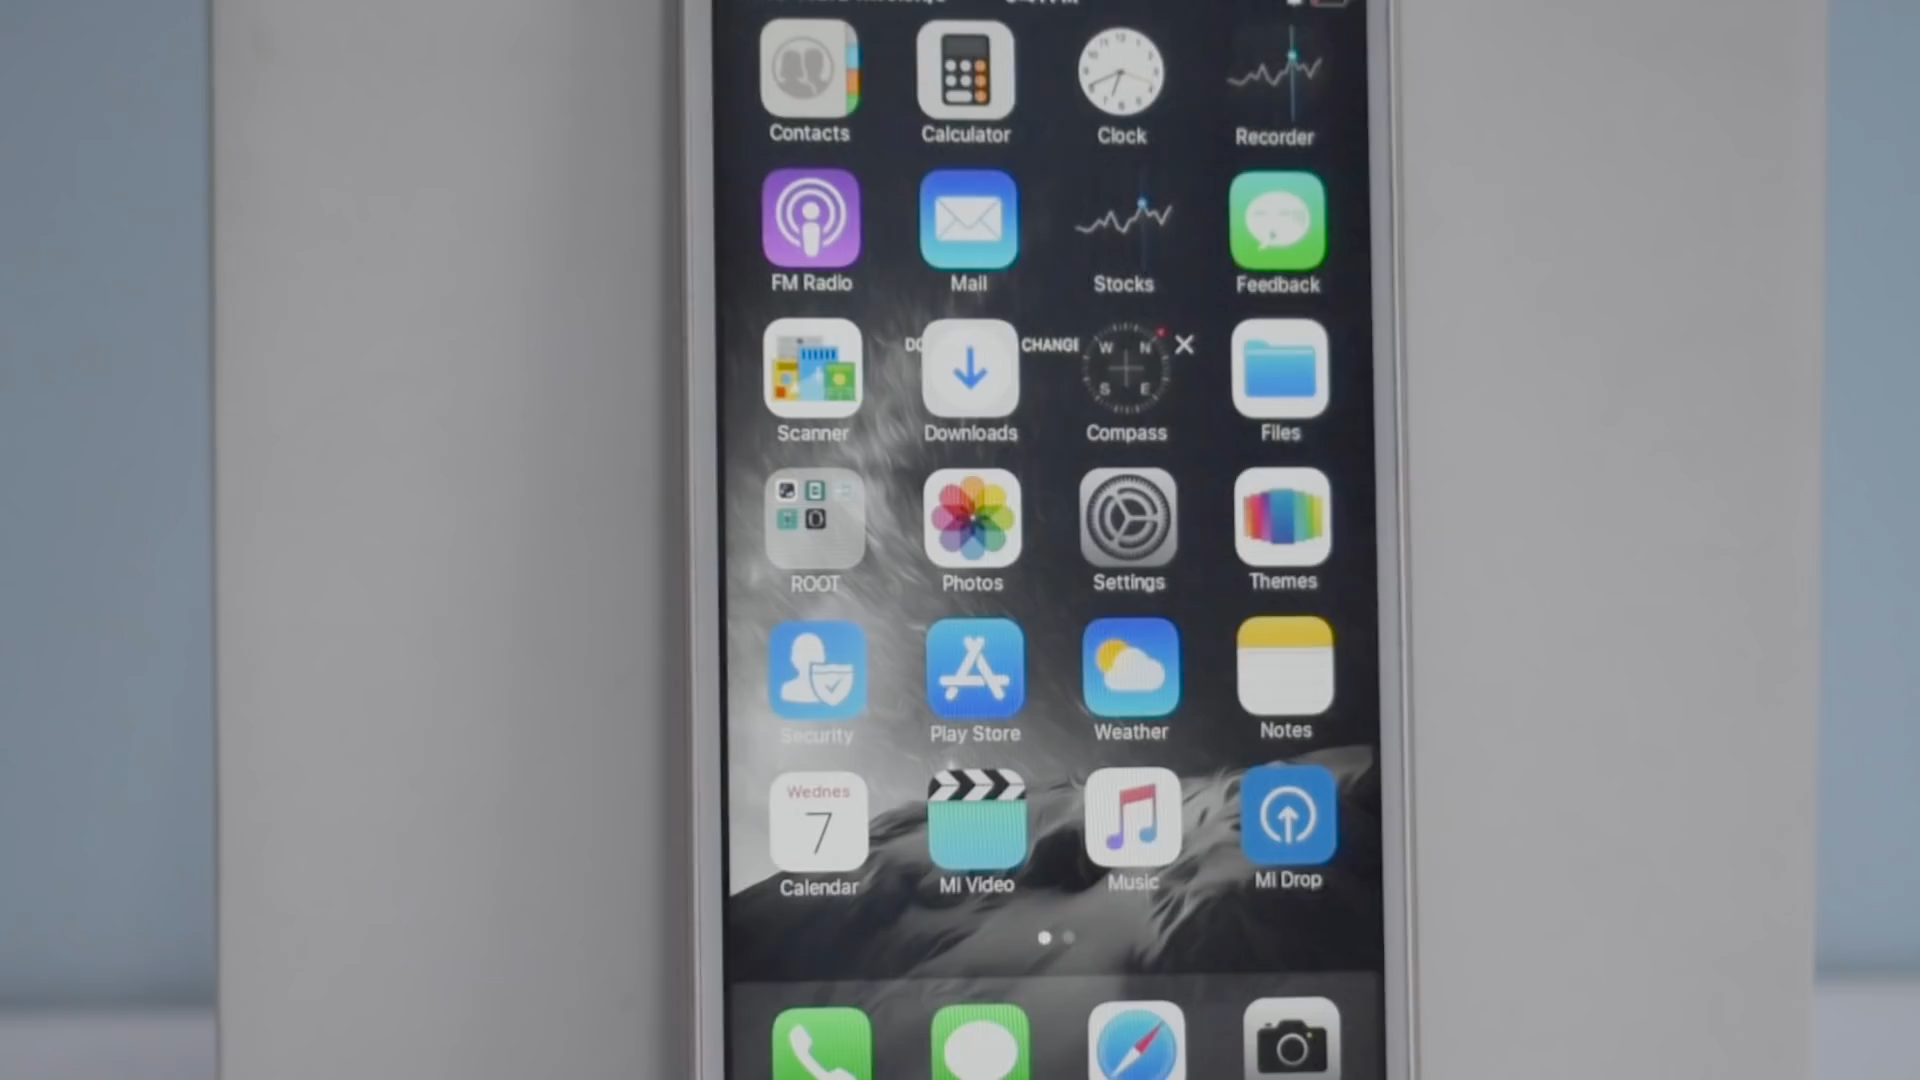 Contacts Calculator Clock Recorder
FM Radio Mail Stocks Feedback
CHANGE W N
S E
Scanner Downloads Compass Files
ROOT Photos Settings Themes
Security Play Store Weather Notes
Wednes
7
Calendar Mi Video Music Mi Drop